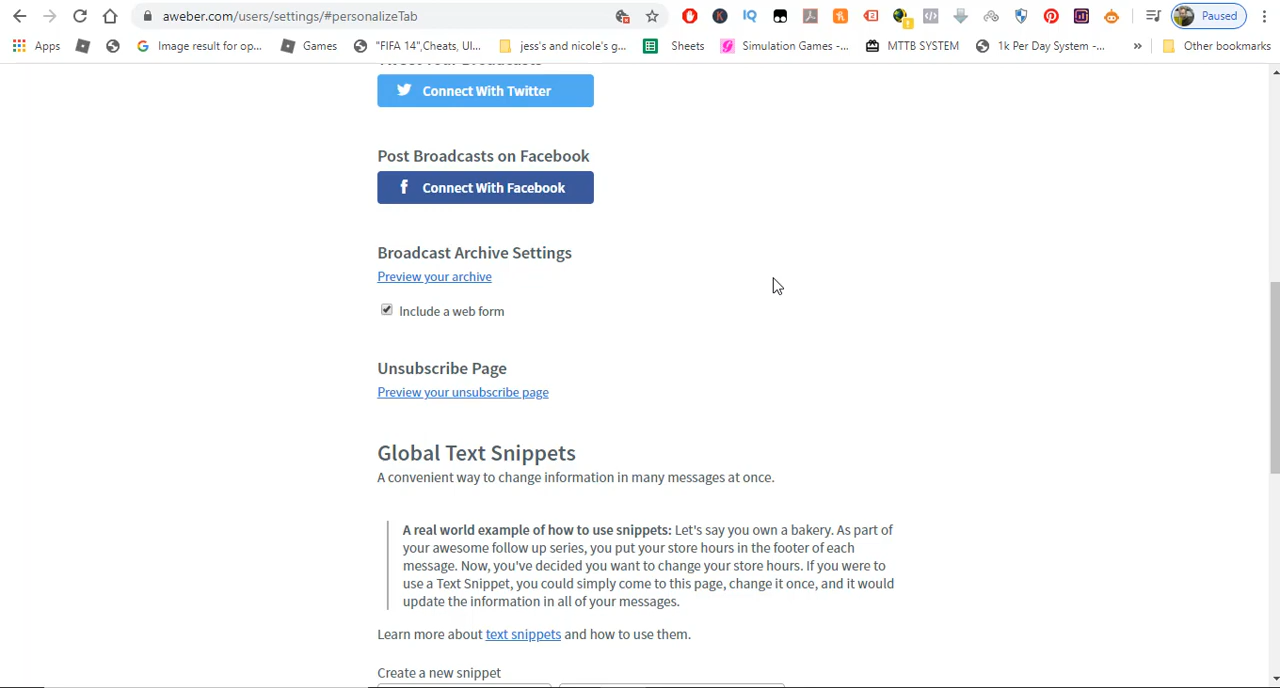 aweber.com/users/settings/#personalizeTab
Paused
Apps
Image result for op...
Games
"FIFA 14",Cheats, Ul...
jess's and nicole's g...
Sheets
Simulation Games -...
MTTB SYSTEM
1k Per Day System -...
»
Other bookmarks
Tweet Your Broadcasts
Connect With Twitter
Post Broadcasts on Facebook
Connect With Facebook
Broadcast Archive Settings
Preview your archive
Include a web form
Unsubscribe Page
Preview your unsubscribe page
Global Text Snippets
A convenient way to change information in many messages at once.
A real world example of how to use snippets: Let's say you own a bakery. As part of
your awesome follow up series, you put your store hours in the footer of each
message. Now, you've decided you want to change your store hours. If you were to
use a Text Snippet, you could simply come to this page, change it once, and it would
update the information in all of your messages.
Learn more about text snippets and how to use them.
Create a new snippet